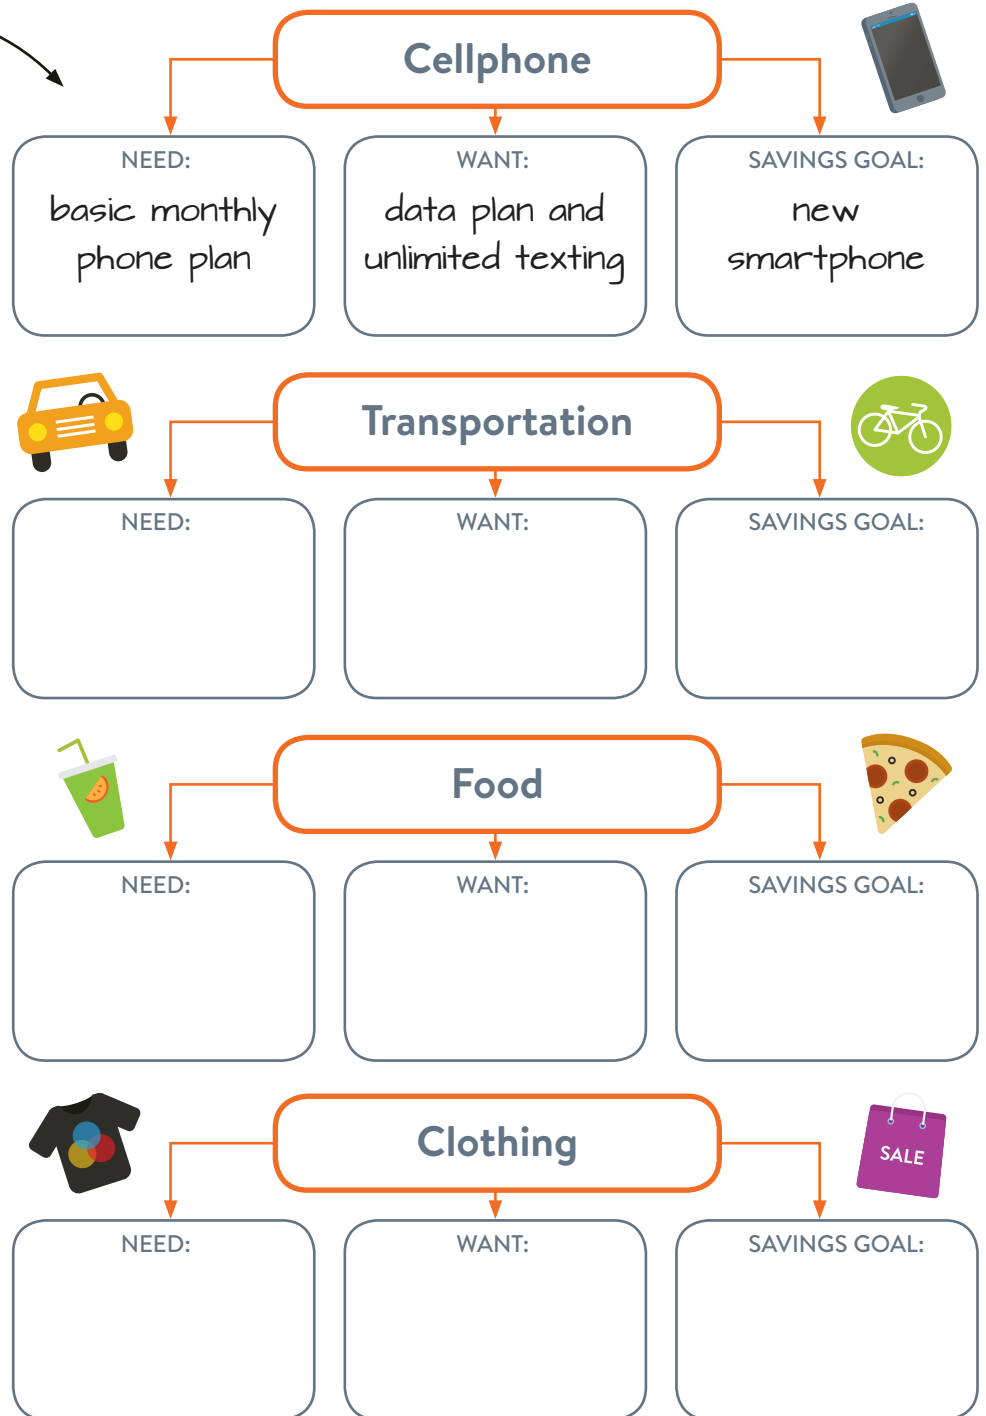 Cellphone
NEED:
basic monthly
phone plan
WANT:
data plan and
unlimited texting
SAVINGS GOAL:
new
smartphone
Transportation
NEED:
WANT:
SAVINGS GOAL:
Food
NEED:
WANT:
SAVINGS GOAL:
Clothing
SALE
NEED:
WANT:
SAVINGS GOAL: